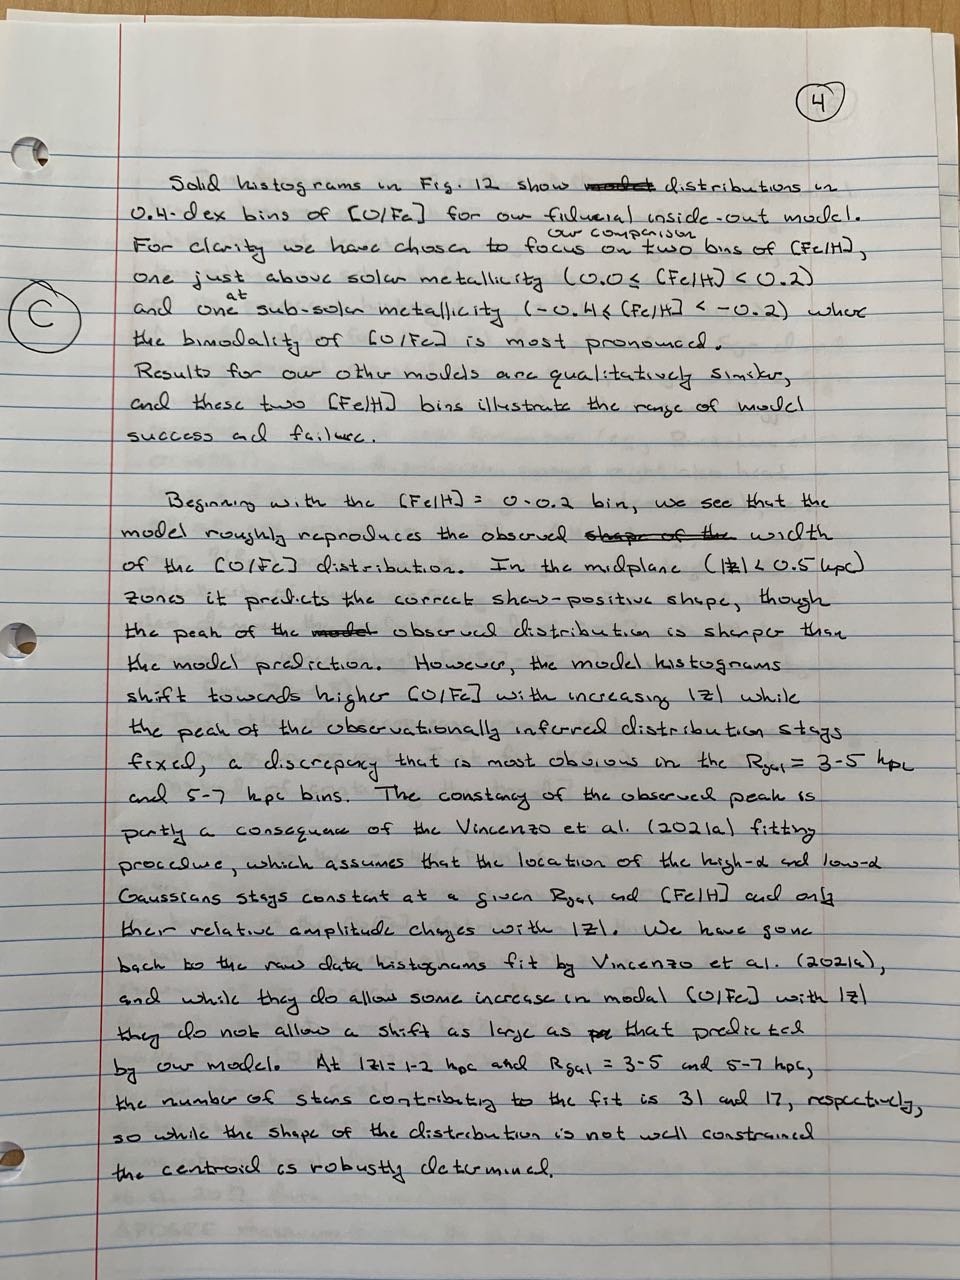 4
Solid histograms in Fig. 12 show model distributions in
0.4-dex bins of [O/Fe] for our fiducial inside-out model.
our comparison
For clarity we have chosen to focus on two bins of [Fe/H],
one just above solar metallicity (0.0 ≤ [Fe/H] < 0.2)
C
and one at sub-solar metallicity (-0.4 ≤ [Fe/H] < -0.2) where
the bimodality of [O/Fe] is most pronounced.
Results for our other models are qualitatively similar,
and these two [Fe/H] bins illustrate the range of model
success and failure.
Beginning with the [Fe/H] = 0-0.2 bin, we see that the
model roughly reproduces the observed shape of the width
of the [O/Fe] distribution. In the midplane (|z| < 0.5 kpc)
zones it predicts the correct skew-positive shape, though
the peak of the model observed distribution is sharper than
the model prediction. However, the model histograms
shift towards higher [O/Fe] with increasing |z| while
the peak of the observationally inferred distribution stays
fixed, a discrepancy that is most obvious in the Rgal = 3-5 kpc
and 5-7 kpc bins. The constancy of the observed peak is
partly a consequence of the Vincenzo et al. (2021a) fitting
procedure, which assumes that the location of the high-α and low-α
Gaussians stays constant at a given Rgal and [Fe/H] and only
their relative amplitude changes with |z|. We have gone
back to the raw data histograms fit by Vincenzo et al. (2021a),
and while they do allow some increase in modal [O/Fe] with |z|
they do not allow a shift as large as that predicted
by our model. At |z| = 1-2 kpc and Rgal = 3-5 and 5-7 kpc,
the number of stars contributing to the fit is 31 and 17, respectively,
so while the shape of the distribution is not well constrained
the centroid is robustly determined.